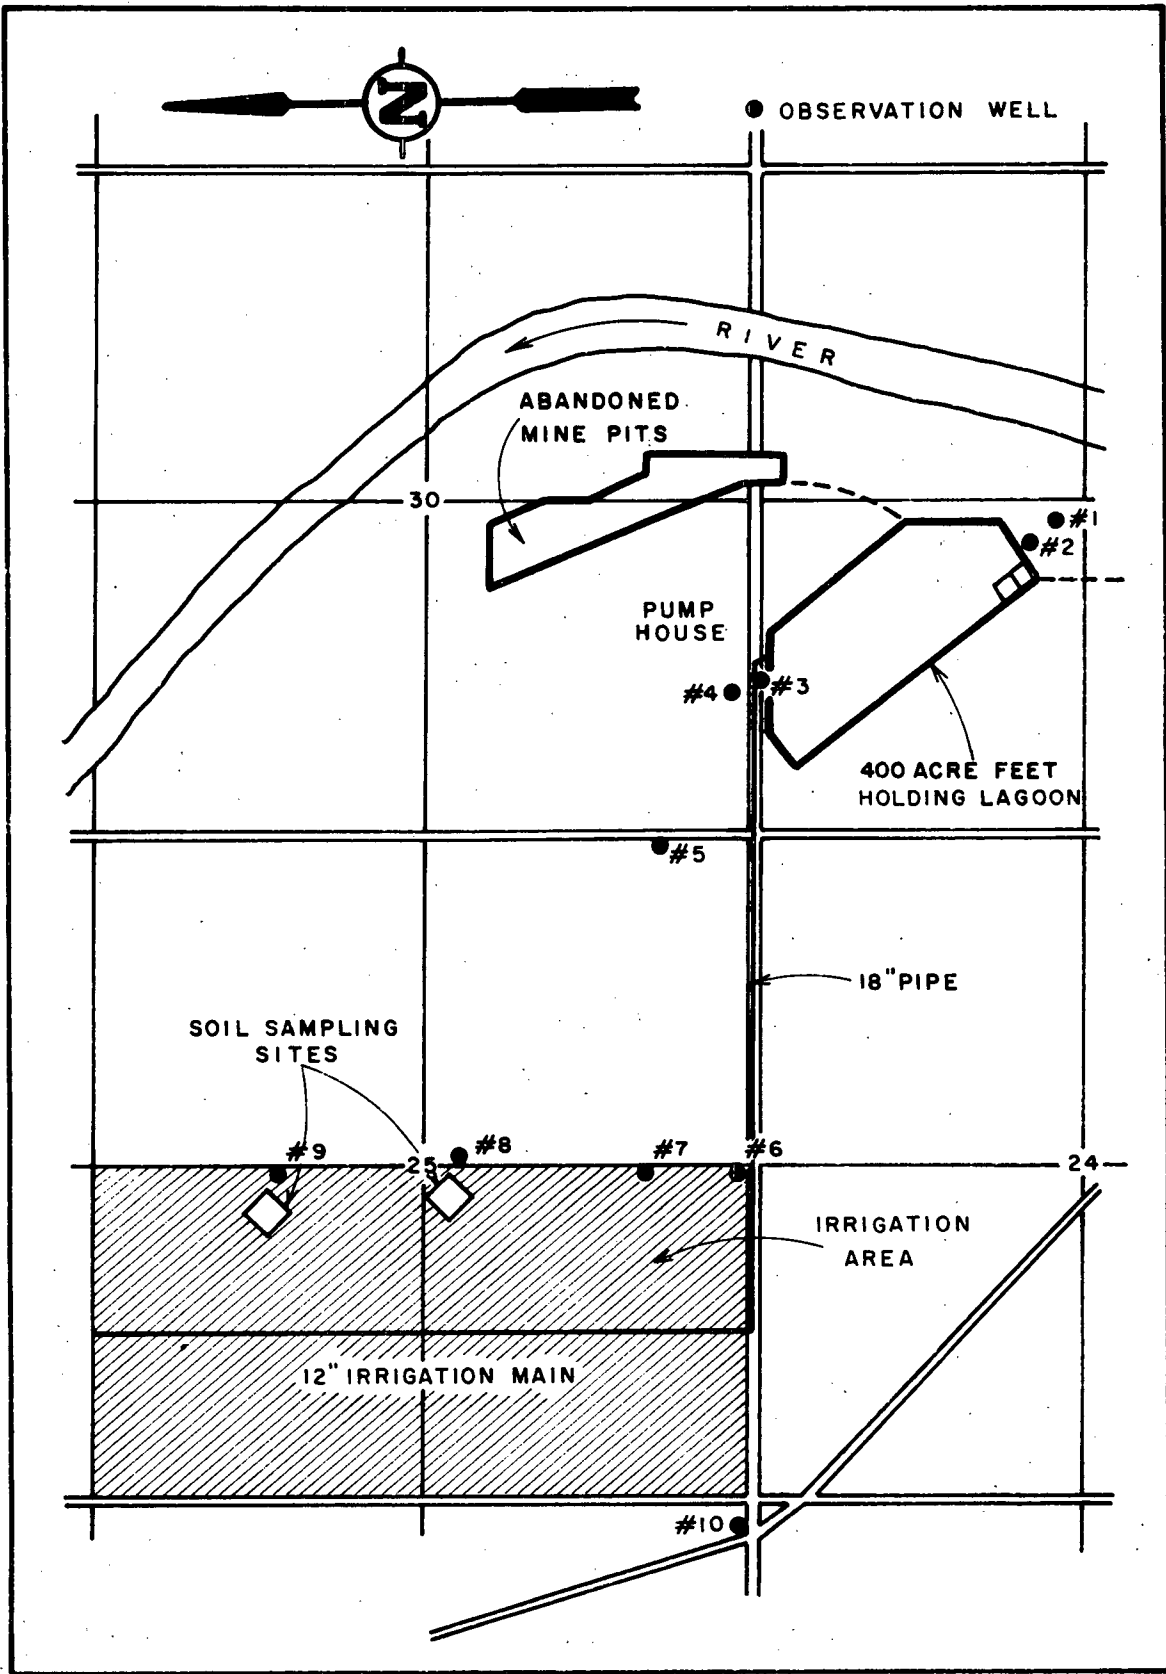 N
OBSERVATION WELL
RIVER
ABANDONED
MINE PITS
30
#1
#2
PUMP
HOUSE
#4
#3
400 ACRE FEET
HOLDING LAGOON
#5
18" PIPE
SOIL SAMPLING
SITES
#9
#8
#7
#6
25
24
IRRIGATION
AREA
12" IRRIGATION MAIN
#10